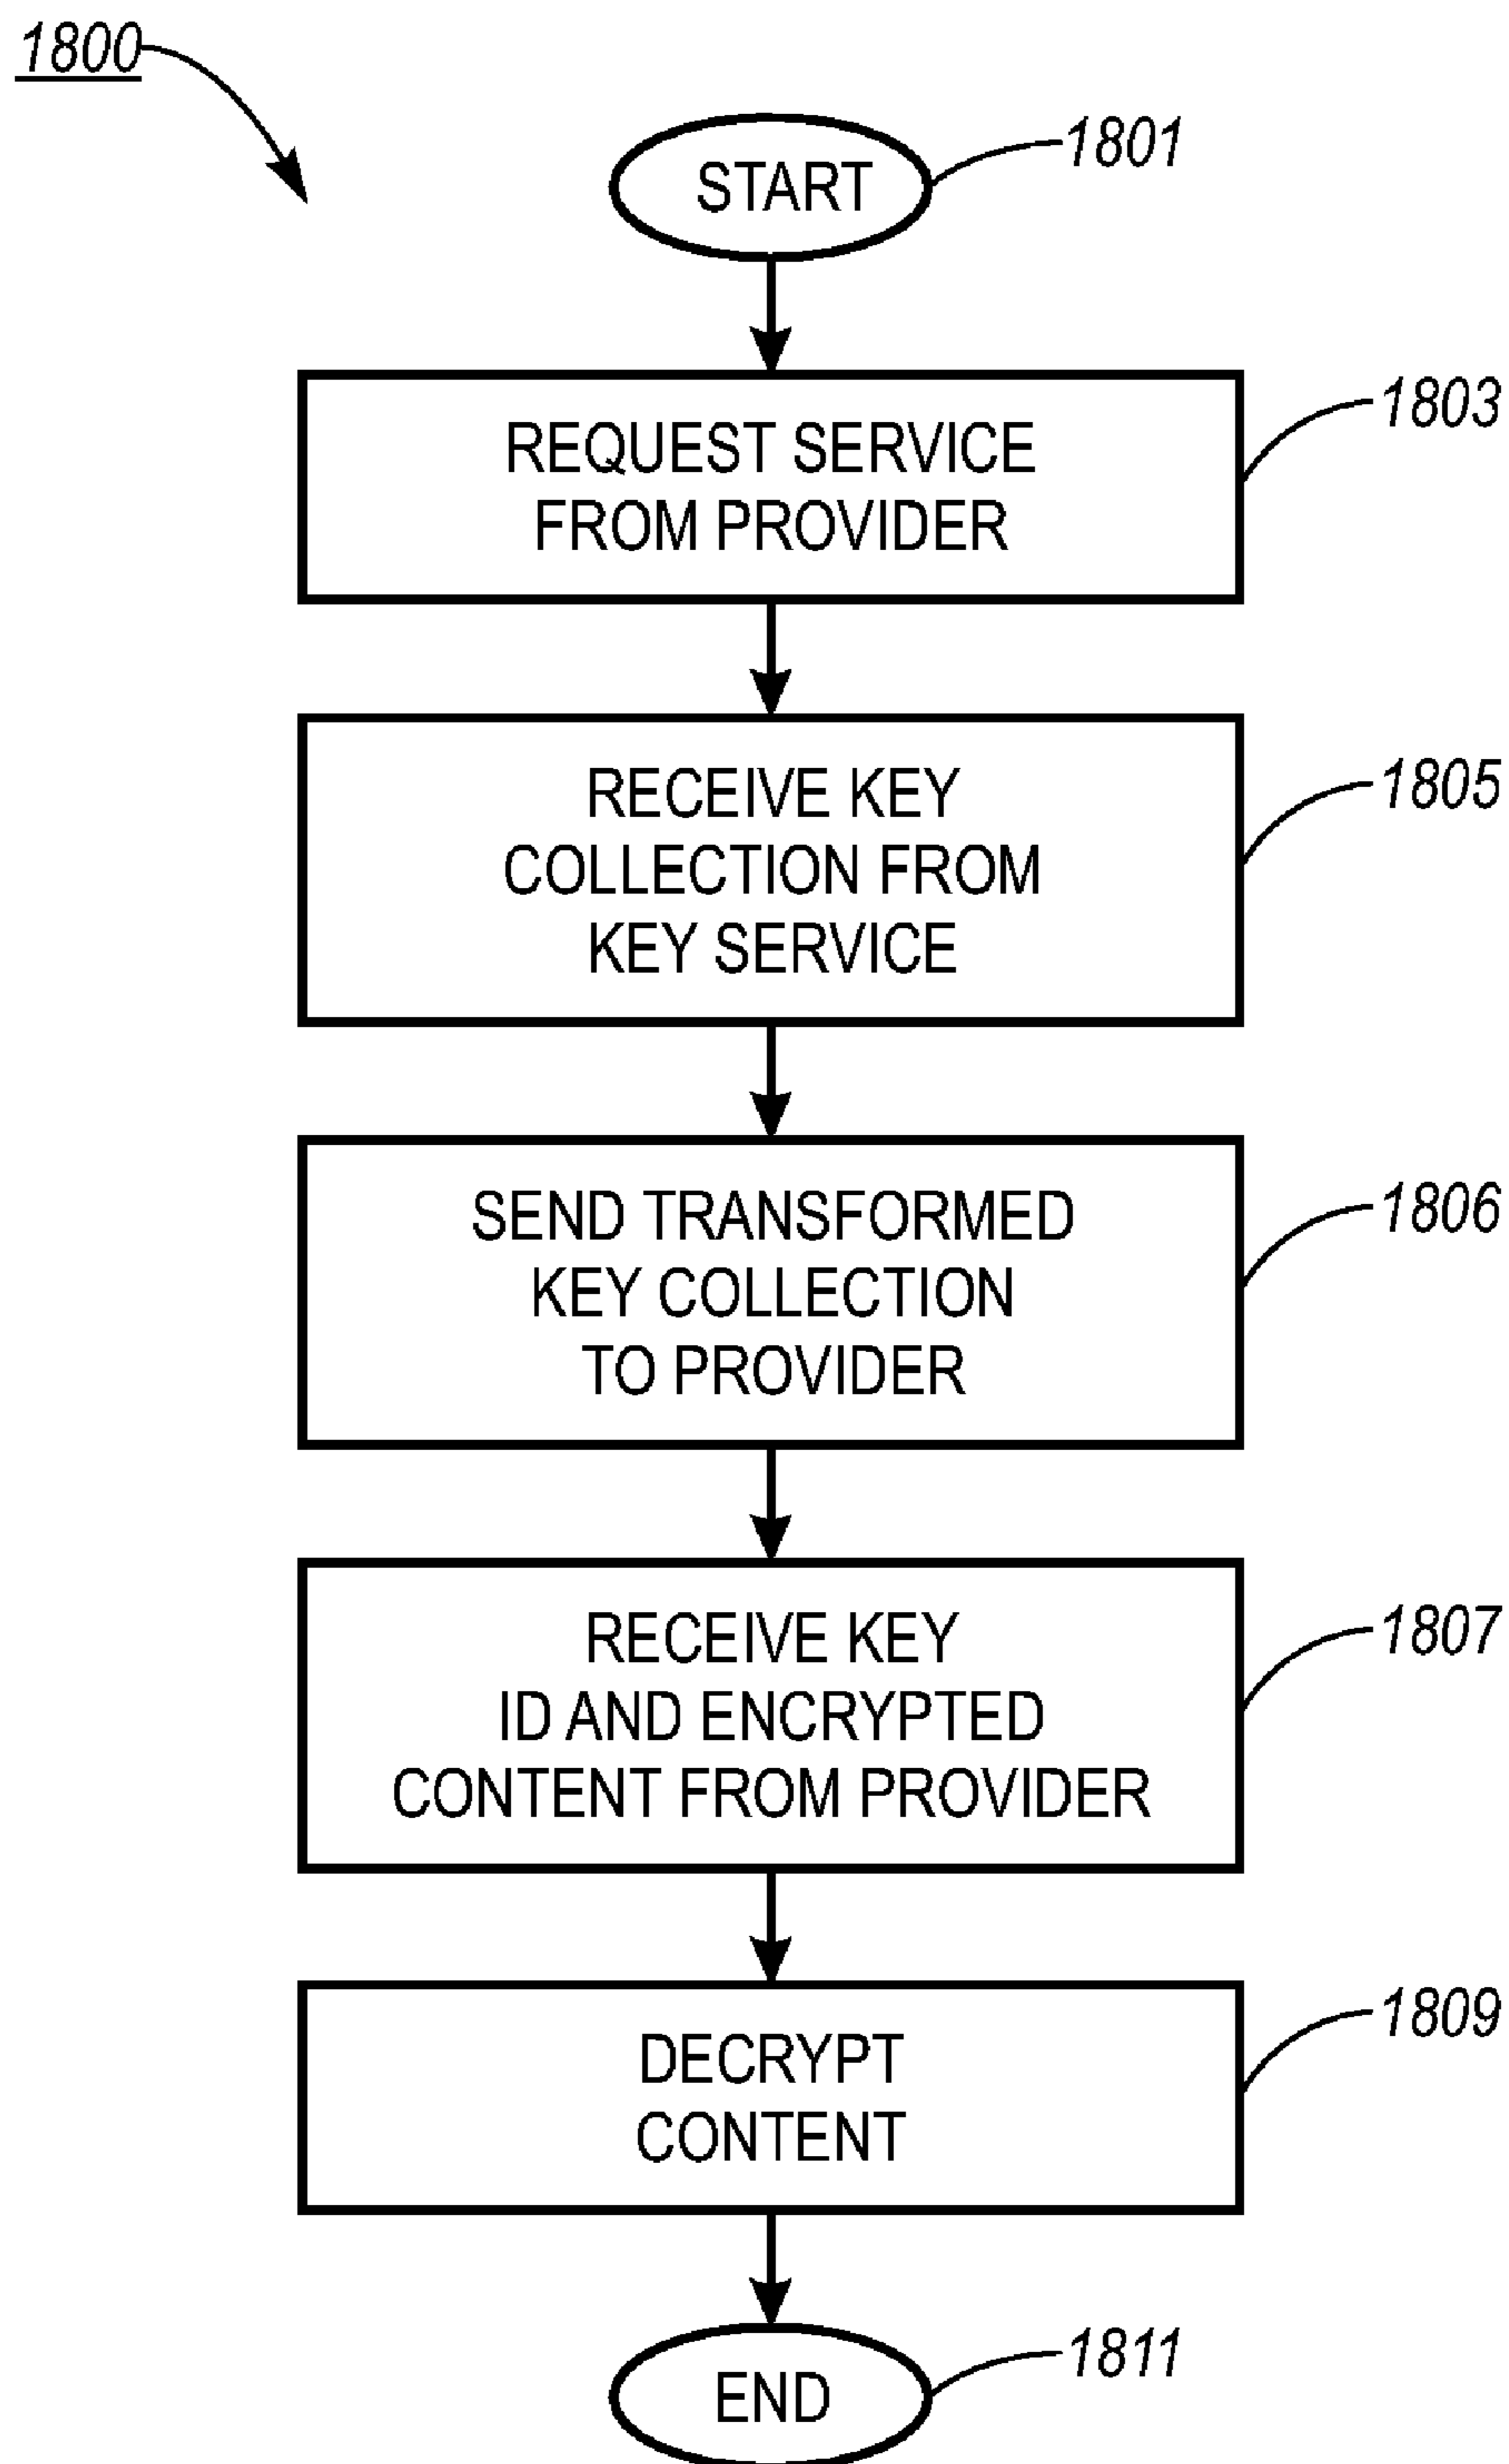 1800
START
1801
REQUEST SERVICE
FROM PROVIDER
1803
RECEIVE KEY
COLLECTION FROM
KEY SERVICE
1805
SEND TRANSFORMED
KEY COLLECTION
TO PROVIDER
1806
RECEIVE KEY
ID AND ENCRYPTED
CONTENT FROM PROVIDER
1807
DECRYPT
CONTENT
1809
END
1811